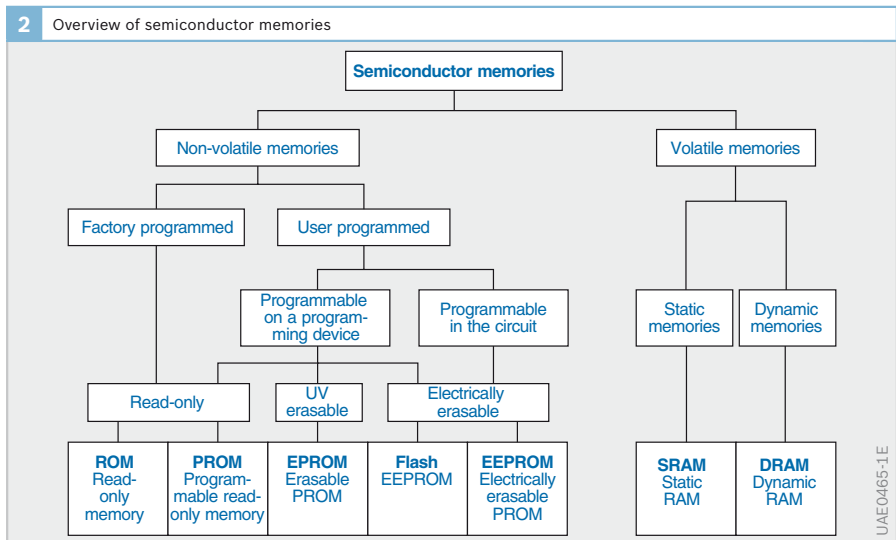 2
Overview of semiconductor memories
Semiconductor memories
Non-volatile memories
Volatile memories
Factory programmed
User programmed
Programmable
on a program-
ming device
Programmable
in the circuit
Static
memories
Dynamic
memories
Read-only
UV
erasable
Electrically
erasable
ROM
Read-
only
memory
PROM
Program-
mable read-
only memory
EPROM
Erasable
PROM
Flash
EEPROM
EEPROM
Electrically
erasable
PROM
SRAM
Static
RAM
DRAM
Dynamic
RAM
UAE0465-1E